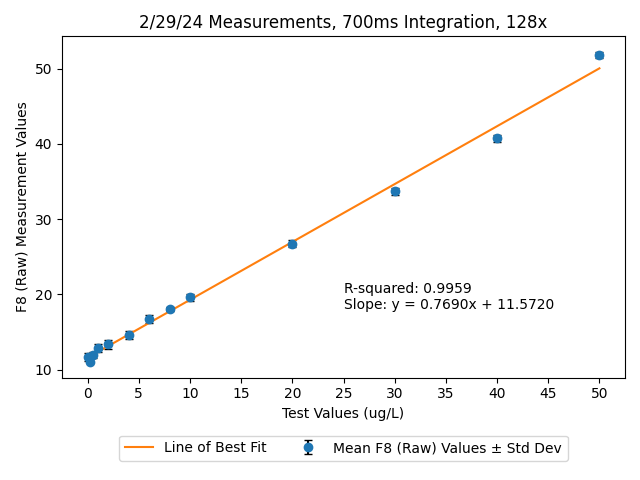 2/29/24 Measurements, 700ms Integration, 128x
F8 (Raw) Measurement Values
50
40
30
20
10
R-squared: 0.9959
Slope: y = 0.7690x + 11.5720
0 5 10 15 20 25 30 35 40 45 50
Test Values (ug/L)
Line of Best Fit Mean F8 (Raw) Values ± Std Dev